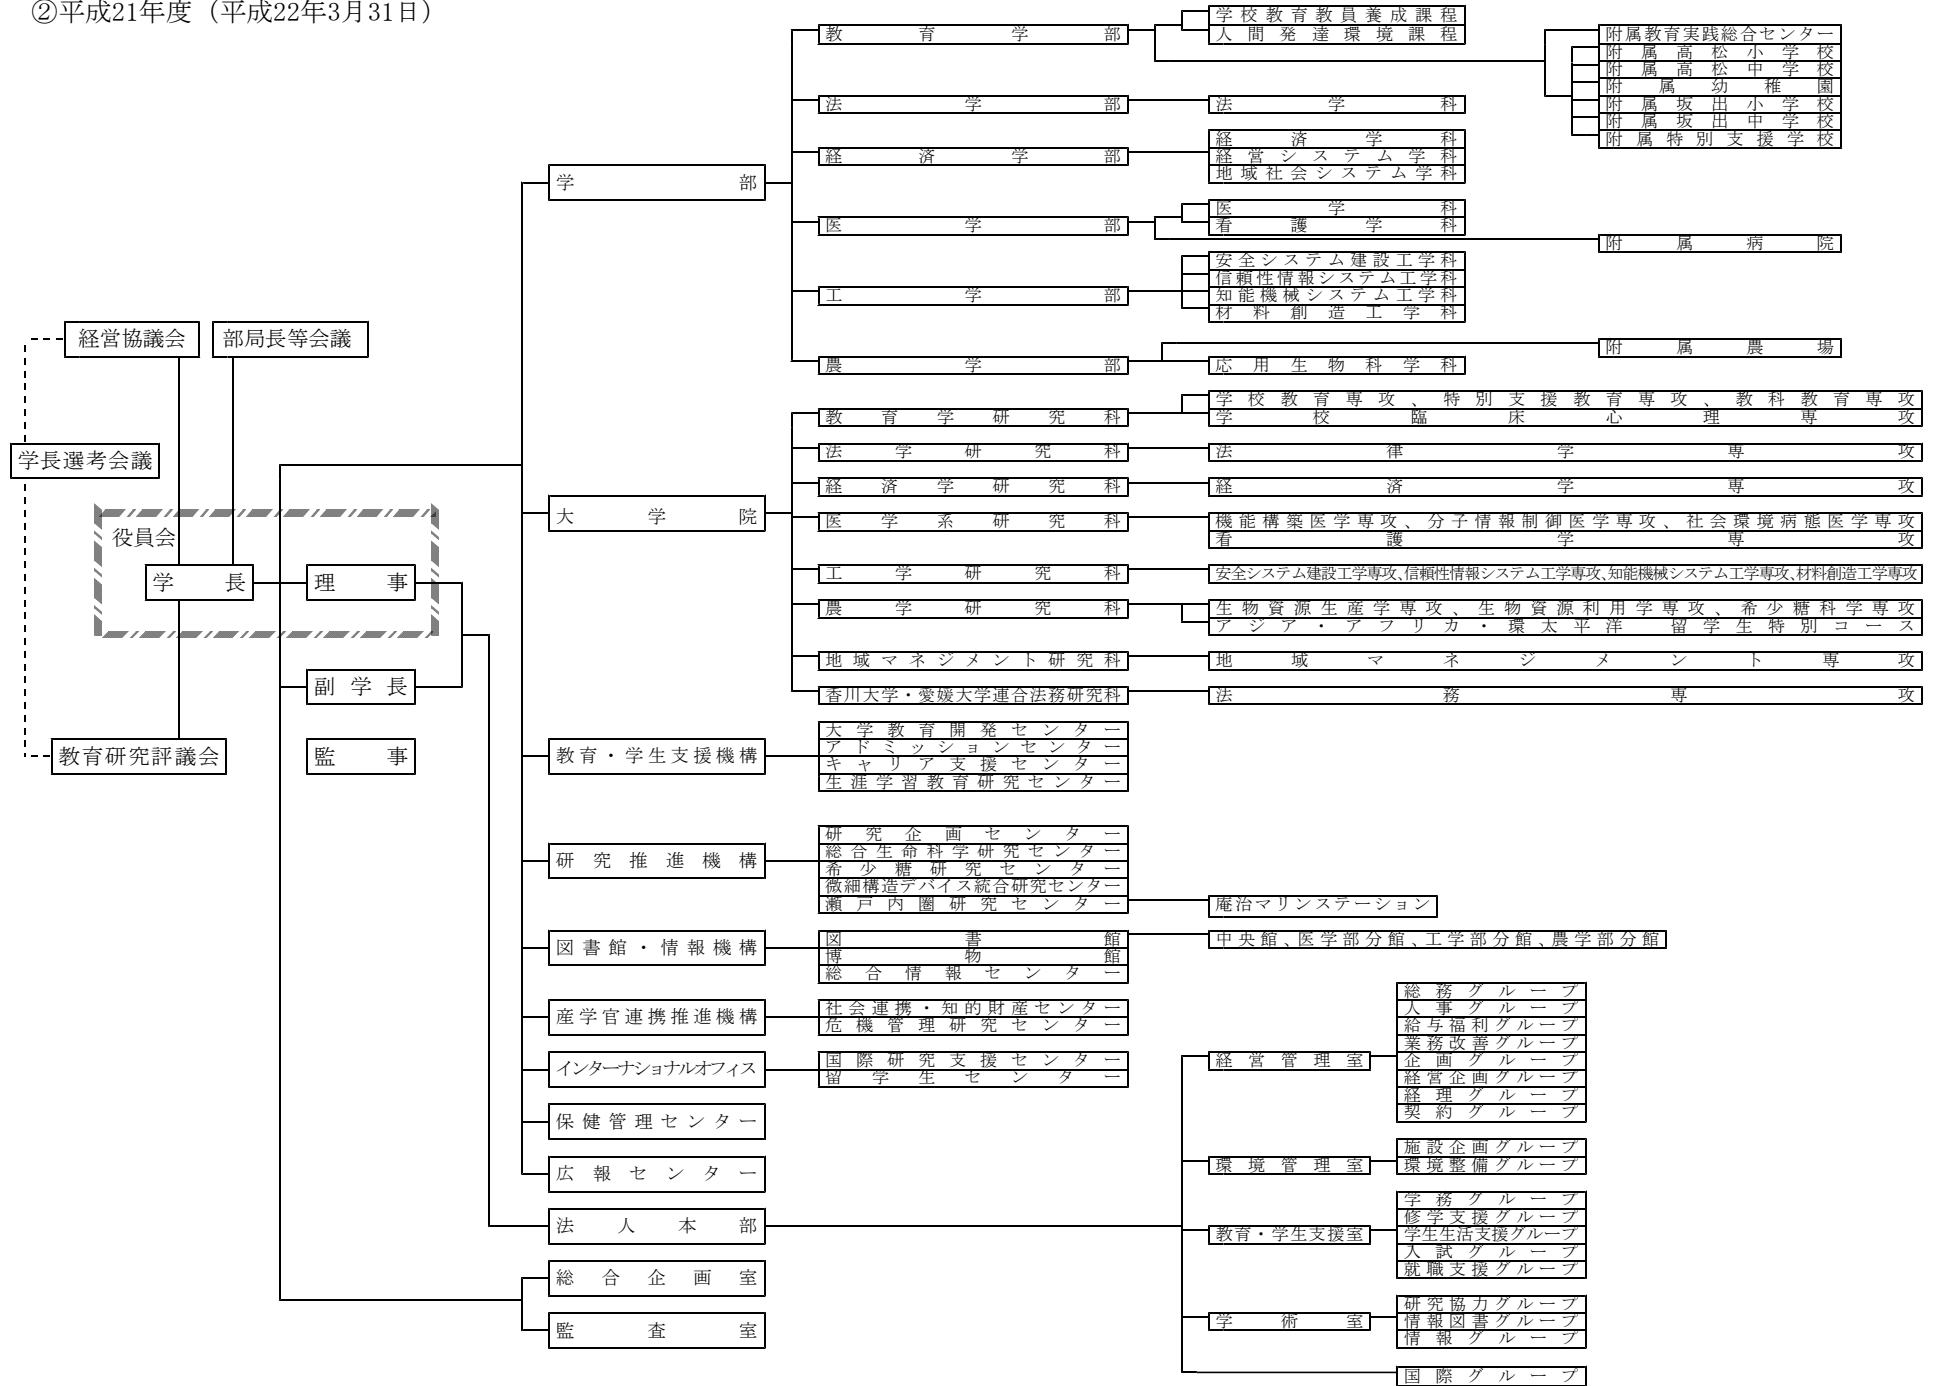 ②平成21年度（平成22年3月31日）
経営協議会
部局長等会議
学長選考会議
役員会
学長
理事
副学長
教育研究評議会
監事
学部
教育学部
学校教育教員養成課程
人間発達環境課程
附属教育実践総合センター
附属高松小学校
附属高松中学校
附属幼稚園
附属坂出小学校
附属坂出中学校
附属特別支援学校
法学部
法学科
経済学部
経済学科
経営システム学科
地域社会システム学科
医学部
医学科
看護学科
附属病院
工学部
安全システム建設工学科
信頼性情報システム工学科
知能機械システム工学科
材料創造工学科
農学部
附属農場
応用生物科学科
大学院
教育学研究科
学校教育専攻、特別支援教育専攻、教科教育専攻
学校臨床心理専攻
法学研究科
法律学専攻
経済学研究科
経済学専攻
医学系研究科
機能構築医学専攻、分子情報制御医学専攻、社会環境病態医学専攻
看護学専攻
工学研究科
安全システム建設工学専攻、信頼性情報システム工学専攻、知能機械システム工学専攻、材料創造工学専攻
農学研究科
生物資源生産学専攻、生物資源利用学専攻、希少糖科学専攻
アジア・アフリカ・環太平洋　留学生特別コース
地域マネジメント研究科
地域マネジメント専攻
香川大学・愛媛大学連合法務研究科
法務専攻
教育・学生支援機構
大学教育開発センター
アドミッションセンター
キャリア支援センター
生涯学習教育研究センター
研究推進機構
研究企画センター
総合生命科学研究センター
希少糖研究センター
微細構造デバイス統合研究センター
瀬戸内圏研究センター
庵治マリンステーション
図書館・情報機構
図書館
中央館、医学部分館、工学部分館、農学部分館
博物館
総合情報センター
産学官連携推進機構
社会連携・知的財産センター
危機管理研究センター
インターナショナルオフィス
国際研究支援センター
留学生センター
保健管理センター
広報センター
法人本部
総合企画室
監査室
経営管理室
総務グループ
人事グループ
給与福利グループ
業務改善グループ
企画グループ
経営企画グループ
経理グループ
契約グループ
環境管理室
施設企画グループ
環境整備グループ
教育・学生支援室
学務グループ
修学支援グループ
学生生活支援グループ
入試グループ
就職支援グループ
学術室
研究協力グループ
情報図書グループ
情報グループ
国際グループ